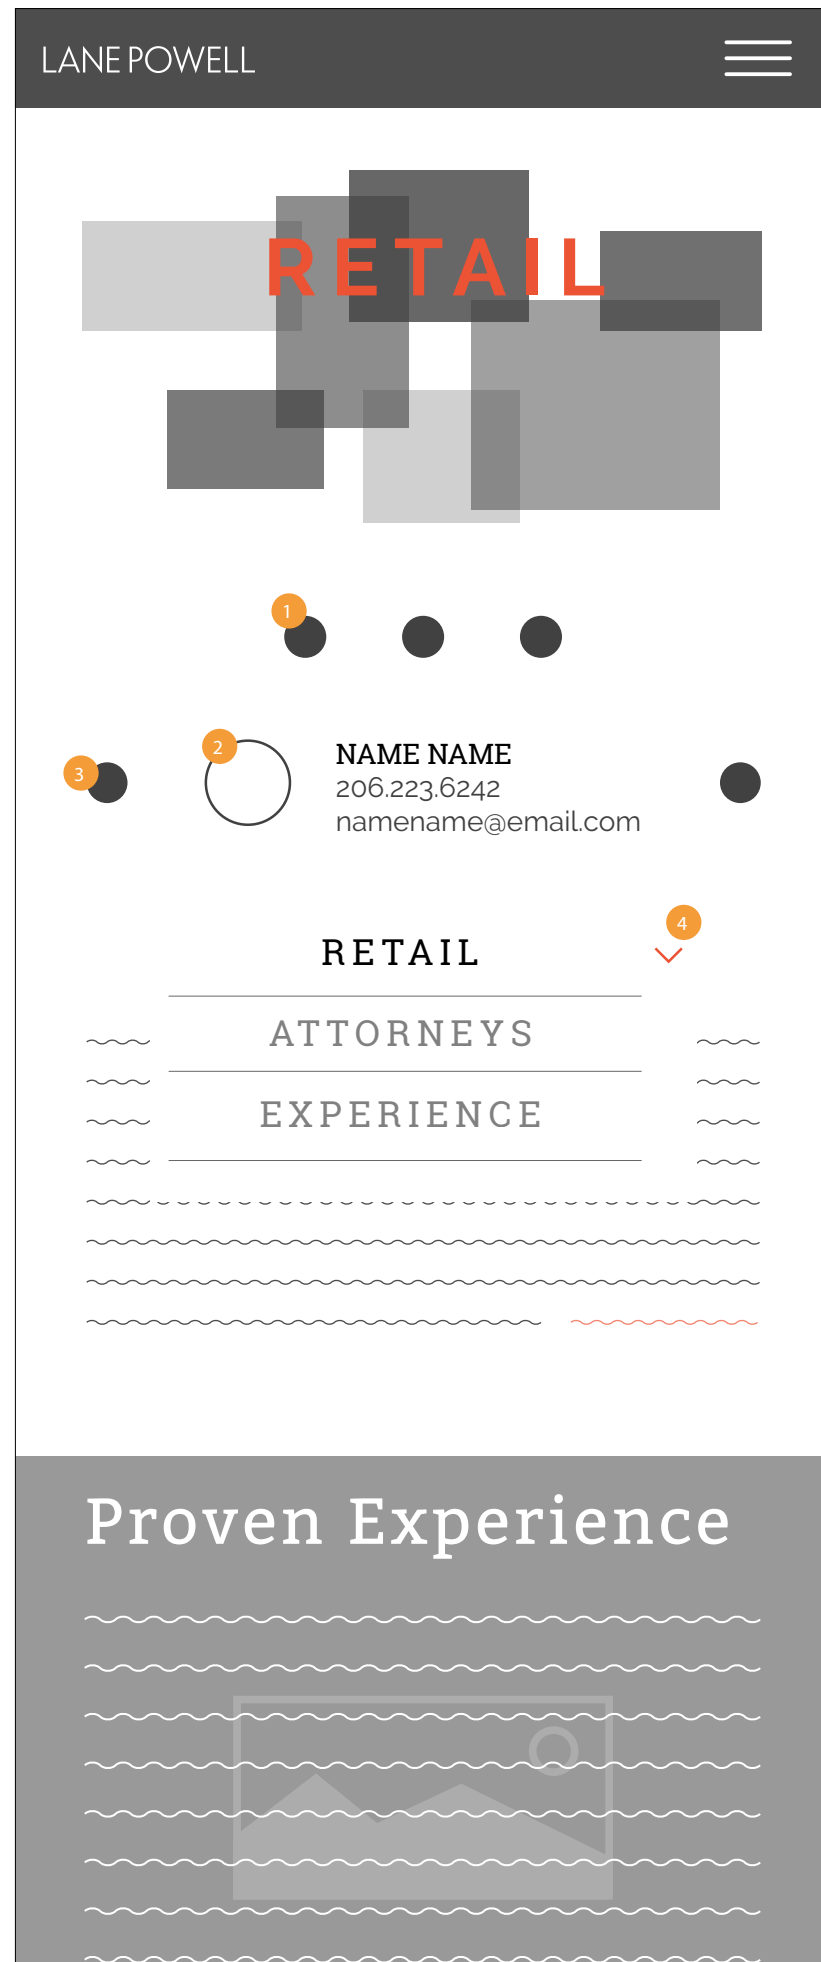 LANE POWELL
RETAIL
1
2
3
NAME NAME
206.223.6242
namename@email.com
4
RETAIL
ATTORNEYS
EXPERIENCE
Proven Experience